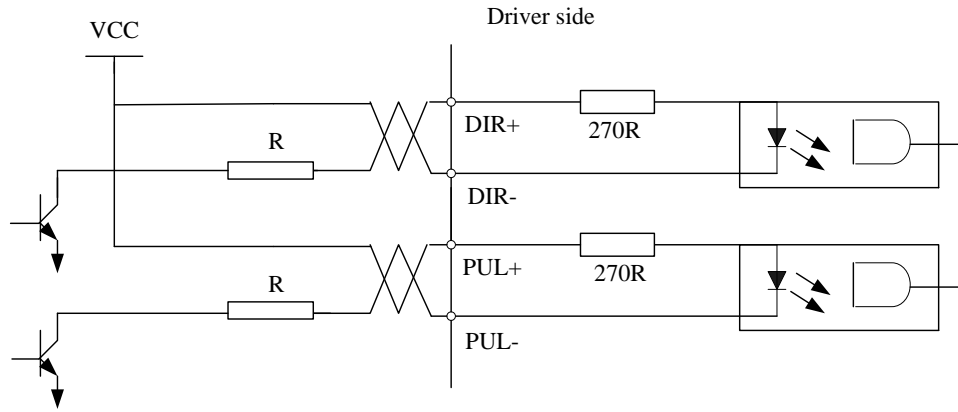 Driver side
VCC
DIR+
270R
R
DIR-
PUL+
270R
R
PUL-